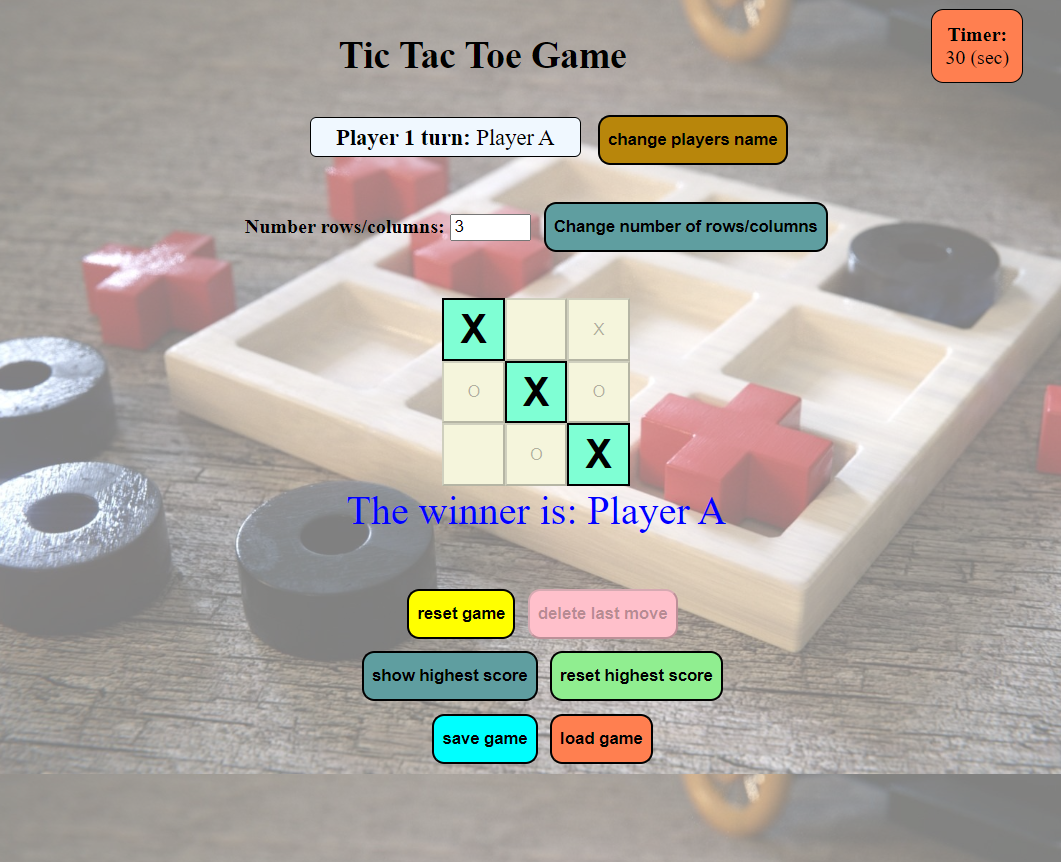 Timer:
30 (sec)
Tic Tac Toe Game
Player 1 turn: Player A
change players name
Number rows/columns: 3
Change number of rows/columns
X X
O X O
O X
The winner is: Player A
reset game
delete last move
show highest score
reset highest score
save game
load game